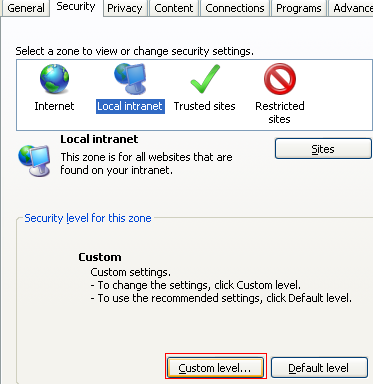 General Security Privacy Content Connections Programs Advance
Select a zone to view or change security settings.
Internet Local intranet Trusted sites Restricted sites
Local intranet
This zone is for all websites that are
found on your intranet.
Sites
Security level for this zone
Custom
Custom settings.
- To change the settings, click Custom level.
- To use the recommended settings, click Default level.
Custom level... Default level